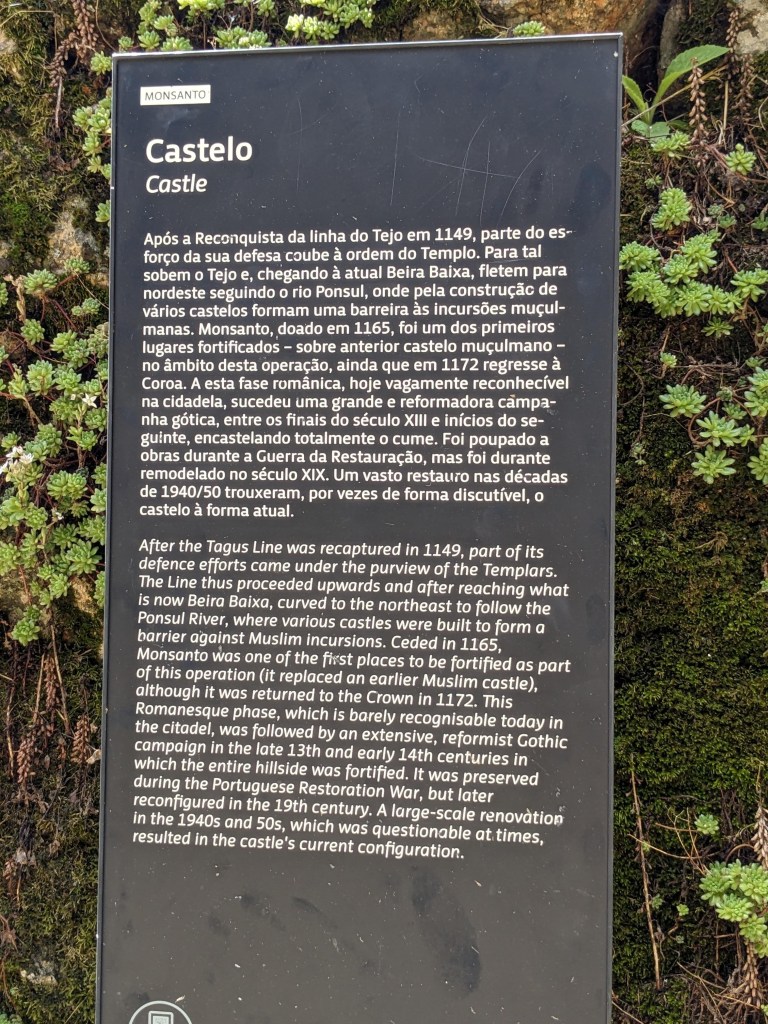 MONSANTO
Castelo
Castle
Após a Reconquista da linha do Tejo em 1149, parte do es-
forço da sua defesa coube à ordem do Templo. Para tal
sobem o Tejo e, chegando à atual Beira Baixa, fletem para
nordeste seguindo o rio Ponsul, onde pela construção de
vários castelos formam uma barreira às incursões muçul-
manas. Monsanto, doado em 1165, foi um dos primeiros
lugares fortificados – sobre anterior castelo muçulmano –
no âmbito desta operação, ainda que em 1172 regresse à
Coroa. A esta fase românica, hoje vagamente reconhecível
na cidadela, sucedeu uma grande e reformadora campa-
nha gótica, entre os finais do século XIII e inícios do se-
guinte, encastelando totalmente o cume. Foi poupado a
obras durante a Guerra da Restauração, mas foi durante
remodelado no século XIX. Um vasto restauro nas décadas
de 1940/50 trouxeram, por vezes de forma discutível, o
castelo à forma atual.
After the Tagus Line was recaptured in 1149, part of its
defence efforts came under the purview of the Templars.
The Line thus proceeded upwards and after reaching what
is now Beira Baixa, curved to the northeast to follow the
Ponsul River, where various castles were built to form a
barrier against Muslim incursions. Ceded in 1165,
Monsanto was one of the first places to be fortified as part
of this operation (it replaced an earlier Muslim castle),
although it was returned to the Crown in 1172. This
Romanesque phase, which is barely recognisable today in
the citadel, was followed by an extensive, reformist Gothic
campaign in the late 13th and early 14th centuries in
which the entire hillside was fortified. It was preserved
during the Portuguese Restoration War, but later
reconfigured in the 19th century. A large-scale renovation
in the 1940s and 50s, which was questionable at times,
resulted in the castle's current configuration.